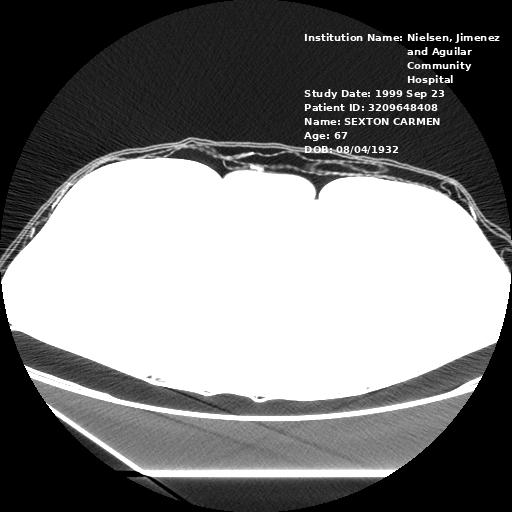 Institution Name: Nielsen, Jimenez
and Aguilar
Community
Hospital
Study Date: 1999 Sep 23
Patient ID: 3209648408
Name: SEXTON CARMEN
Age: 67
DOB: 08/04/1932